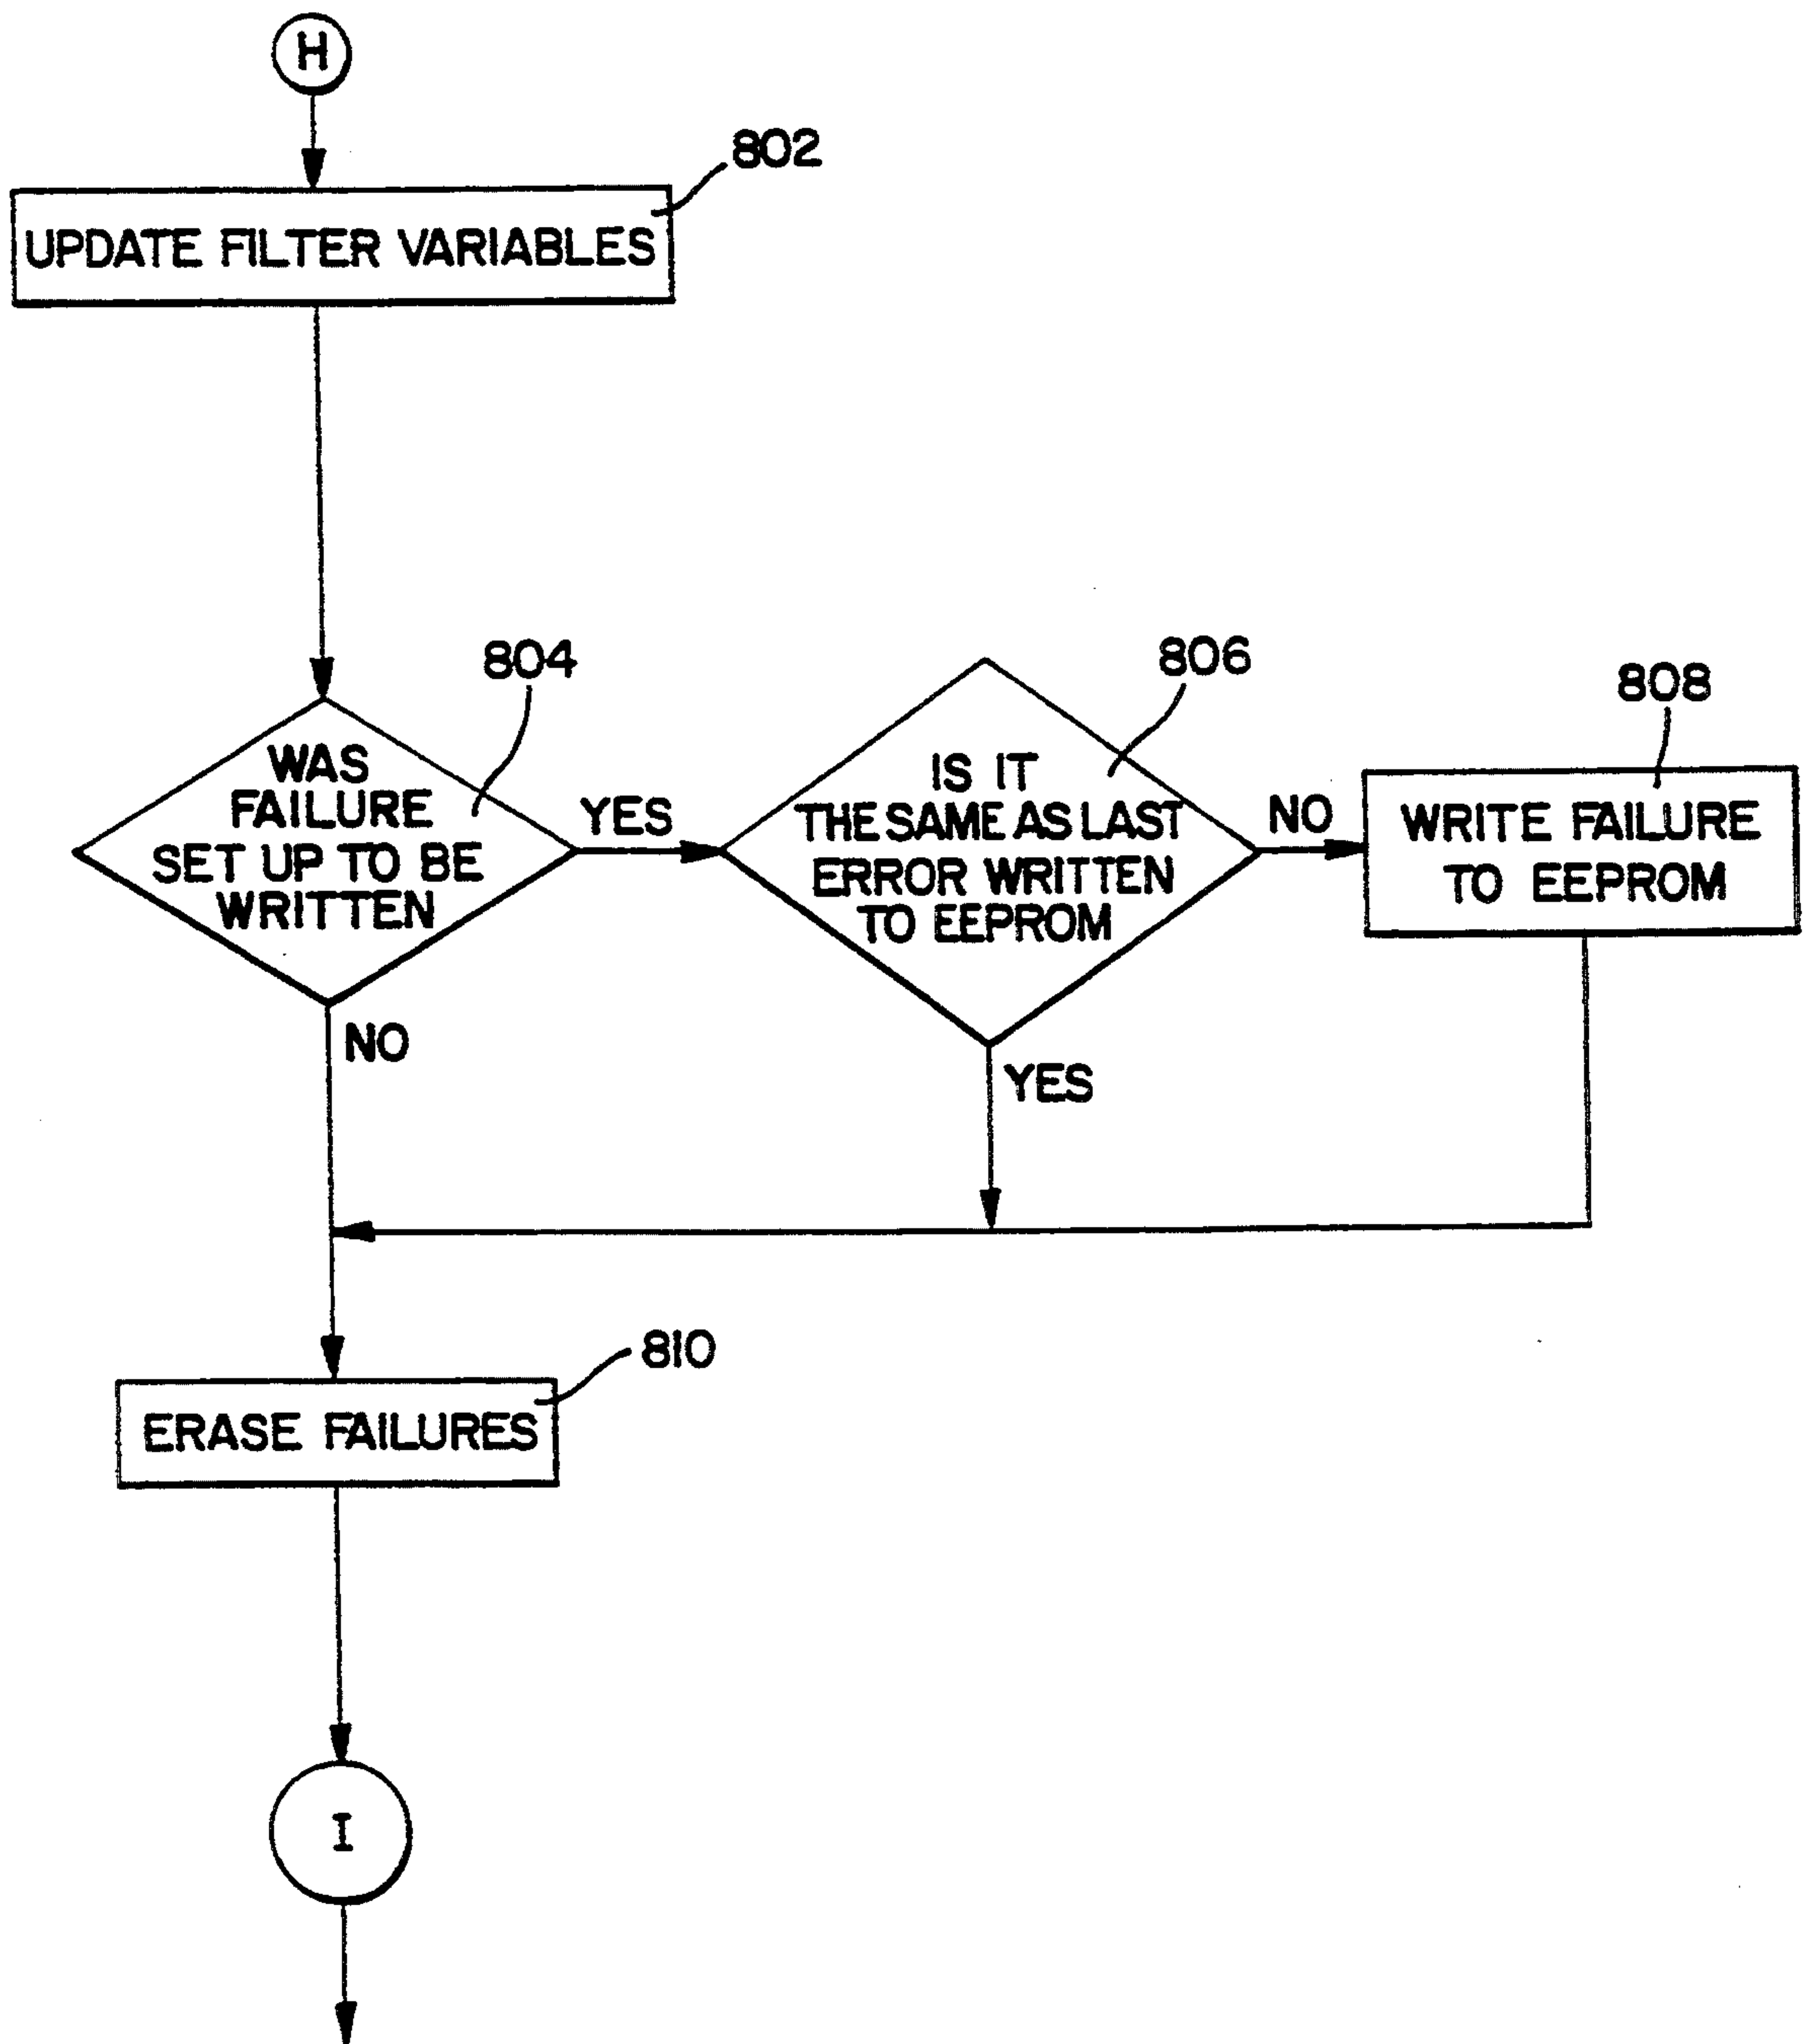 H
802
UPDATE FILTER VARIABLES
804
WAS
FAILURE
SET UP TO BE
WRITTEN
YES
NO
806
IS IT
THE SAME AS LAST
ERROR WRITTEN
TO EEPROM
NO
YES
808
WRITE FAILURE
TO EEPROM
810
ERASE FAILURES
I